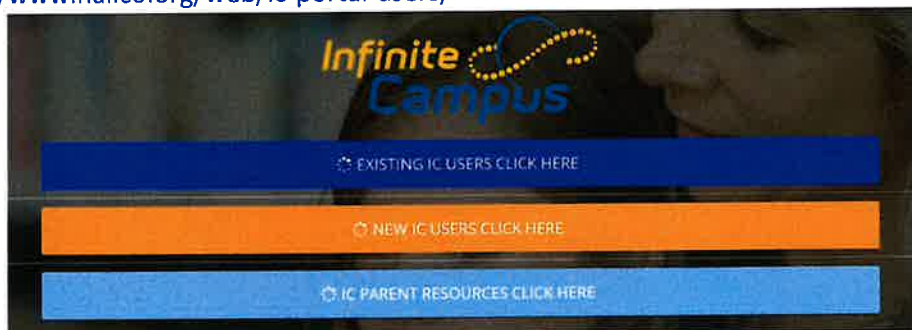 Infinite
Campus
EXISTING IC USERS CLICK HERE
NEW IC USERS CLICK HERE
IC PARENT RESOURCES CLICK HERE